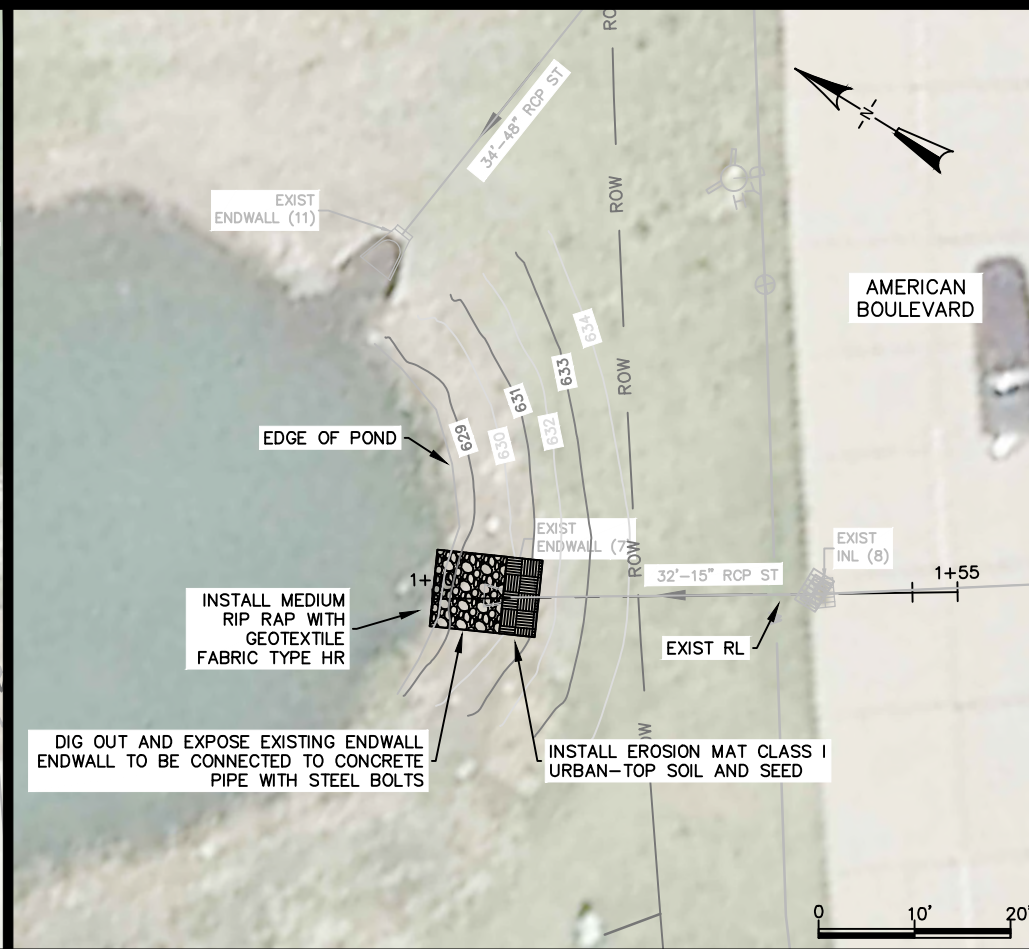 ROW
34'-48" RCP ST
-N-
EXIST
ENDWALL (11)
ROW
AMERICAN
BOULEVARD
634
633
ROW
631
632
629
630
EDGE OF POND
EXIST
ENDWALL (7)
ROW
EXIST
INL (8)
32'-15" RCP ST
1+55
1+
INSTALL MEDIUM
RIP RAP WITH
GEOTEXTILE
FABRIC TYPE HR
EXIST RL
DIG OUT AND EXPOSE EXISTING ENDWALL
ENDWALL TO BE CONNECTED TO CONCRETE
PIPE WITH STEEL BOLTS
INSTALL EROSION MAT CLASS I
URBAN-TOP SOIL AND SEED
0 10' 20'